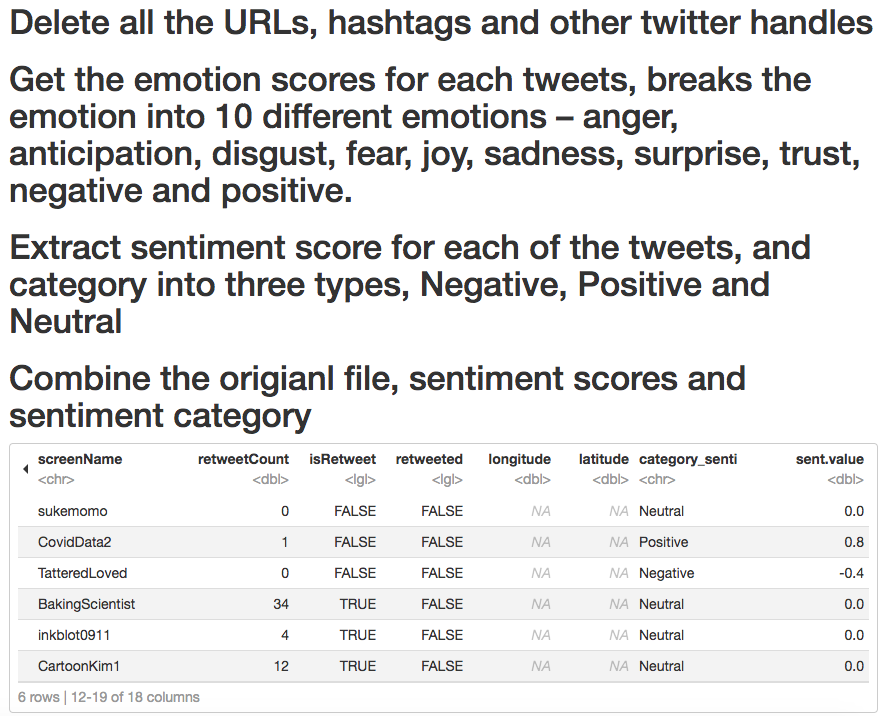 Delete all the URLs, hashtags and other twitter handles
Get the emotion scores for each tweets, breaks the
emotion into 10 different emotions – anger,
anticipation, disgust, fear, joy, sadness, surprise, trust,
negative and positive.
Extract sentiment score for each of the tweets, and
category into three types, Negative, Positive and
Neutral
Combine the origianl file, sentiment scores and
sentiment category
screenName retweetCount isRetweet retweeted longitude latitude category_senti sent.value
<chr> <dbl> <lgl> <lgl> <dbl> <dbl> <chr> <dbl>
sukemomo 0 FALSE FALSE NA NA Neutral 0.0
CovidData2 1 FALSE FALSE NA NA Positive 0.8
TatteredLoved 0 FALSE FALSE NA NA Negative -0.4
BakingScientist 34 TRUE FALSE NA NA Neutral 0.0
inkblot0911 4 TRUE FALSE NA NA Neutral 0.0
CartoonKim1 12 TRUE FALSE NA NA Neutral 0.0
6 rows | 12-19 of 18 columns